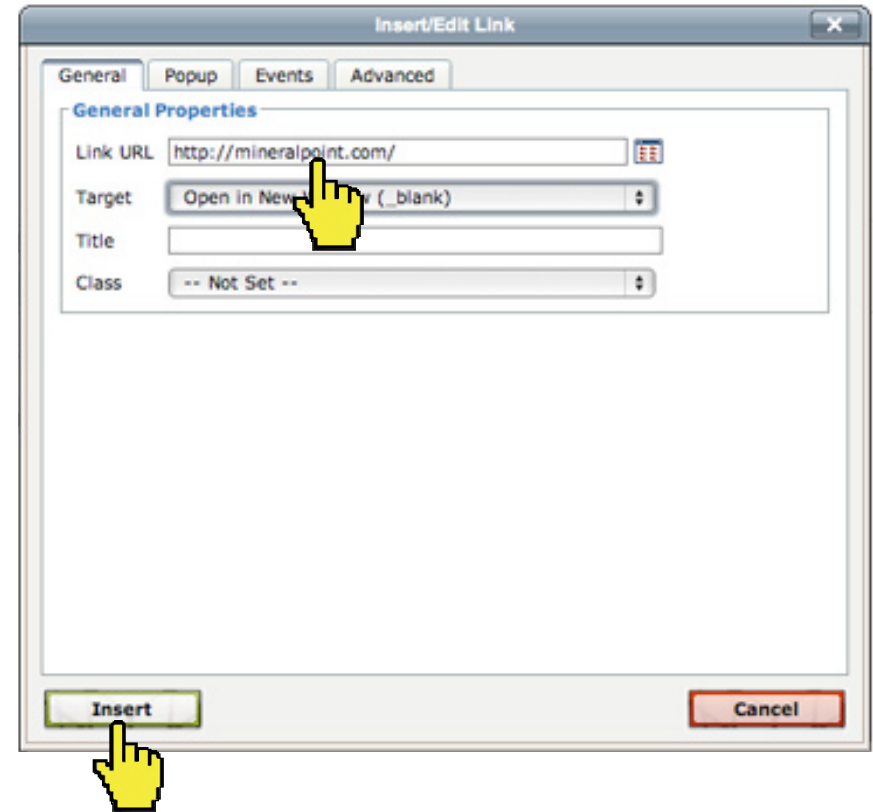 Insert/Edit Link
General Popup Events Advanced
General Properties
Link URL http://mineralpoint.com/
Target Open in New (_blank)
Title
Class -- Not Set --
Insert Cancel